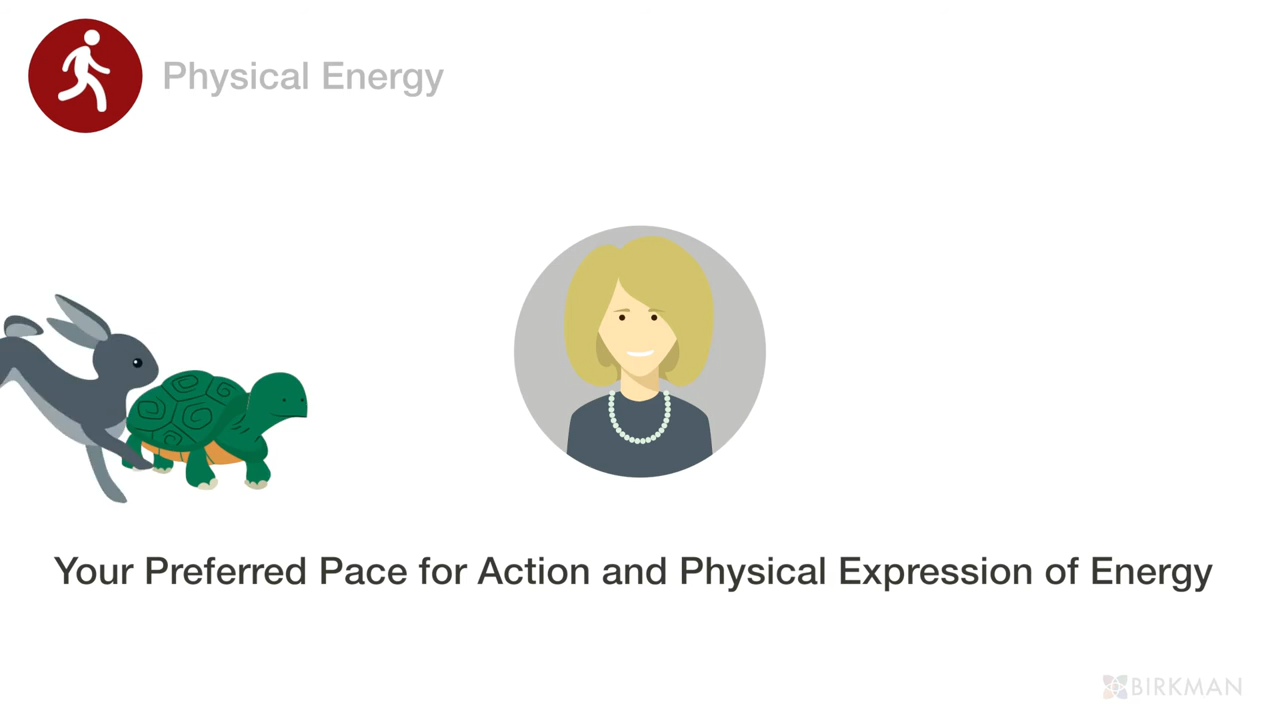 Physical Energy
Your Preferred Pace for Action and Physical Expression of Energy
BIRKMAN